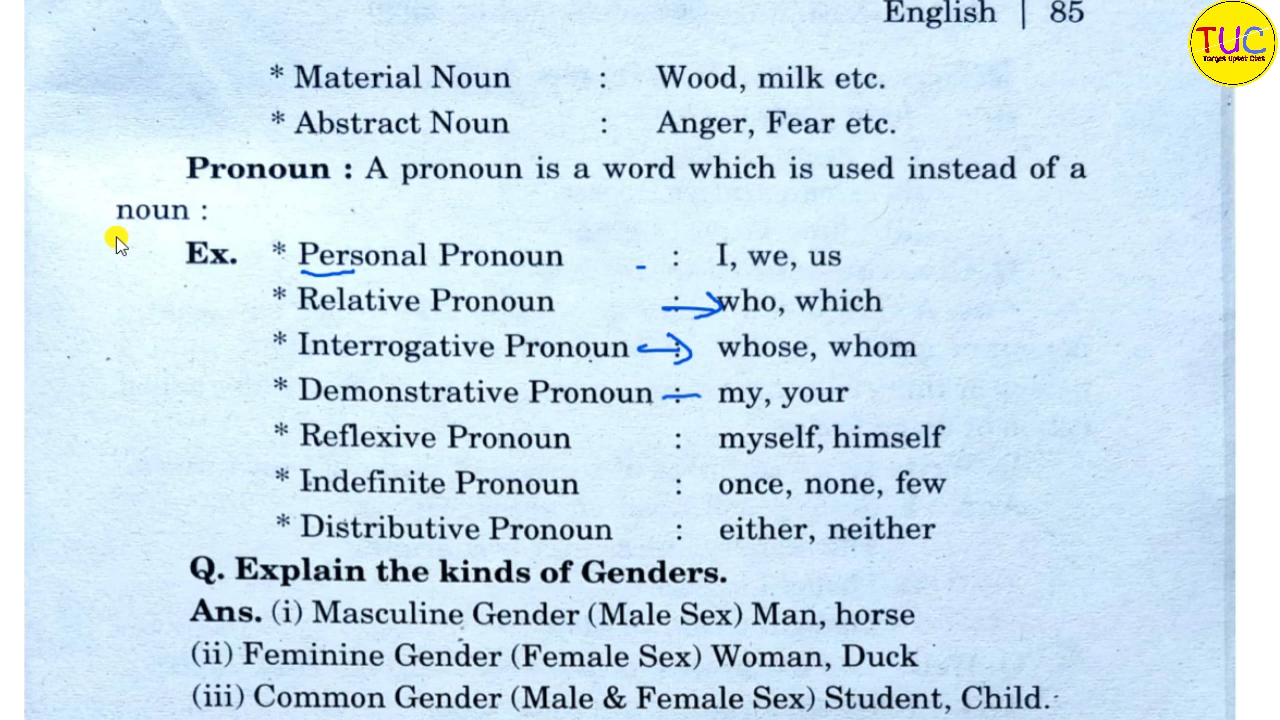 English | 85
TUC
Target Upter Dled
* Material Noun : Wood, milk etc.
* Abstract Noun : Anger, Fear etc.
Pronoun : A pronoun is a word which is used instead of a
noun :
Ex. * Personal Pronoun : I, we, us
* Relative Pronoun : who, which
* Interrogative Pronoun : whose, whom
* Demonstrative Pronoun : my, your
* Reflexive Pronoun : myself, himself
* Indefinite Pronoun : once, none, few
* Distributive Pronoun : either, neither
Q. Explain the kinds of Genders.
Ans. (i) Masculine Gender (Male Sex) Man, horse
(ii) Feminine Gender (Female Sex) Woman, Duck
(iii) Common Gender (Male & Female Sex) Student, Child.